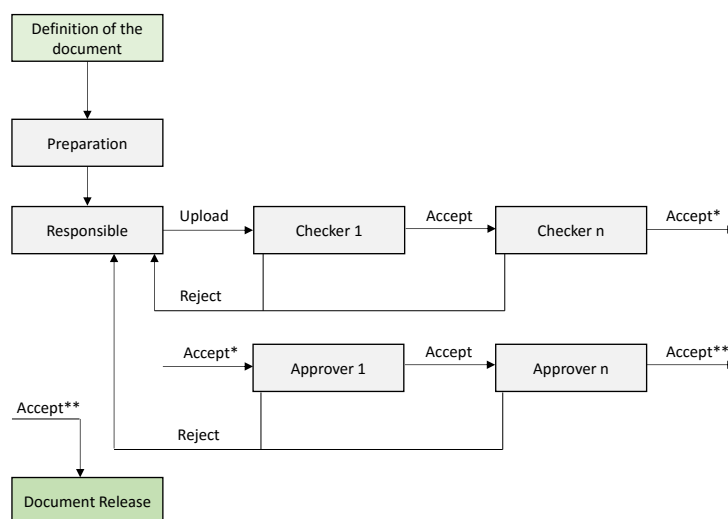 Definition of the
document
Preparation
Responsible
Upload
Checker 1
Accept
Checker n
Accept*
Reject
Accept*
Approver 1
Accept
Approver n
Accept**
Reject
Accept**
Document Release